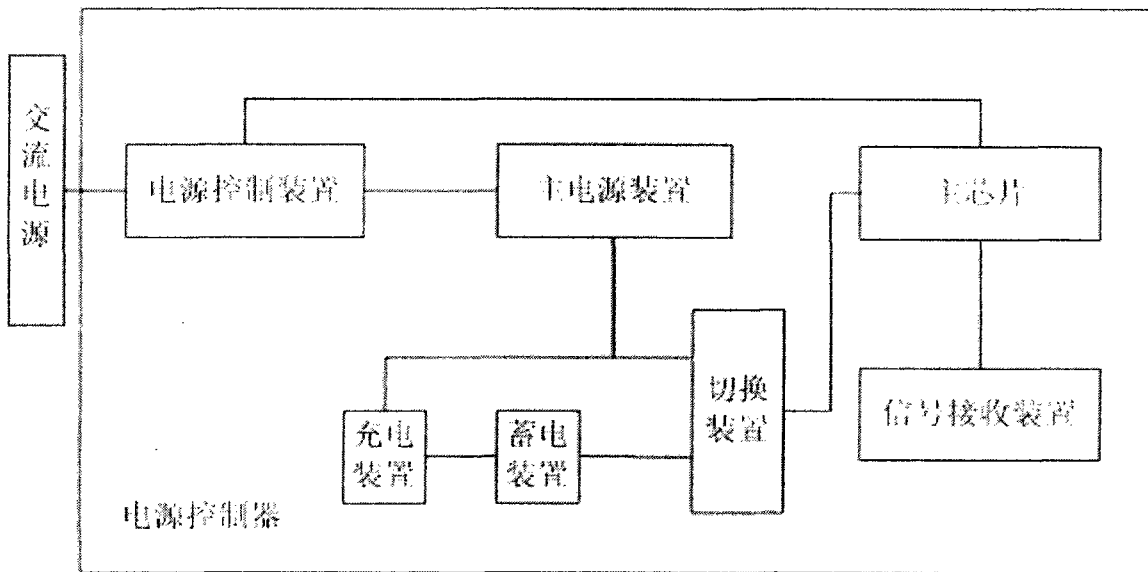 交
流
电
源
电源控制装置
主电源装置
主芯片
切换
装置
信号接收装置
充电
装置
蓄电
装置
电源控制器